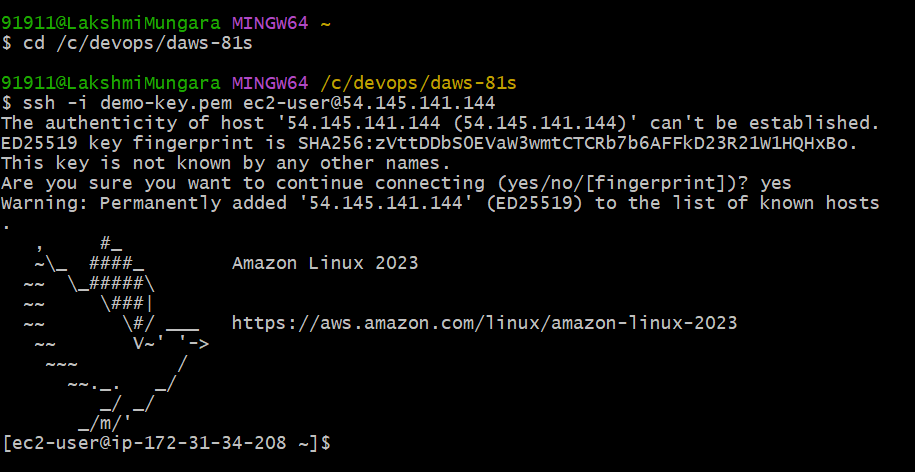 91911@LakshmiMungara MINGW64 ~
$ cd /c/devops/daws-81s

91911@LakshmiMungara MINGW64 /c/devops/daws-81s
$ ssh -i demo-key.pem ec2-user@54.145.141.144
The authenticity of host '54.145.141.144 (54.145.141.144)' can't be established.
ED25519 key fingerprint is SHA256:zVttDDbSOEVaW3wmtCTCRb7b6AFFkD23R21W1HQHxBo.
This key is not known by any other names.
Are you sure you want to continue connecting (yes/no/[fingerprint])? yes
Warning: Permanently added '54.145.141.144' (ED25519) to the list of known hosts
.
   ,     #_
   ~\_  ####_        Amazon Linux 2023
  ~~  \_#####\
  ~~     \###|
  ~~       \#/ ___   https://aws.amazon.com/linux/amazon-linux-2023
   ~~       V~' '->
    ~~~         /
      ~~._.   _/
         _/ _/
       _/m/'
[ec2-user@ip-172-31-34-208 ~]$